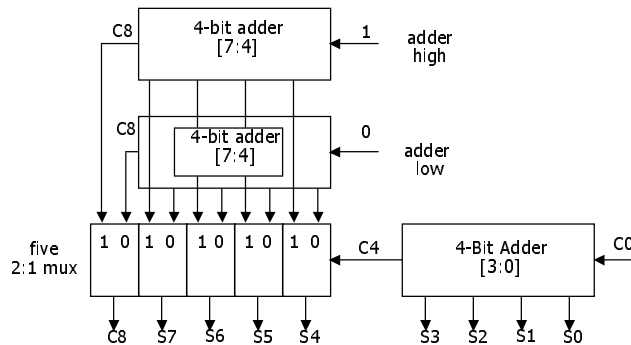 C8
4-bit adder
[7:4]
1
adder
high
C8
4-bit adder
[7:4]
0
adder
low
five
2:1 mux
1 0 1 0 1 0 1 0 1 0
C4
4-Bit Adder
[3:0]
C0
C8 S7 S6 S5 S4
S3 S2 S1 S0